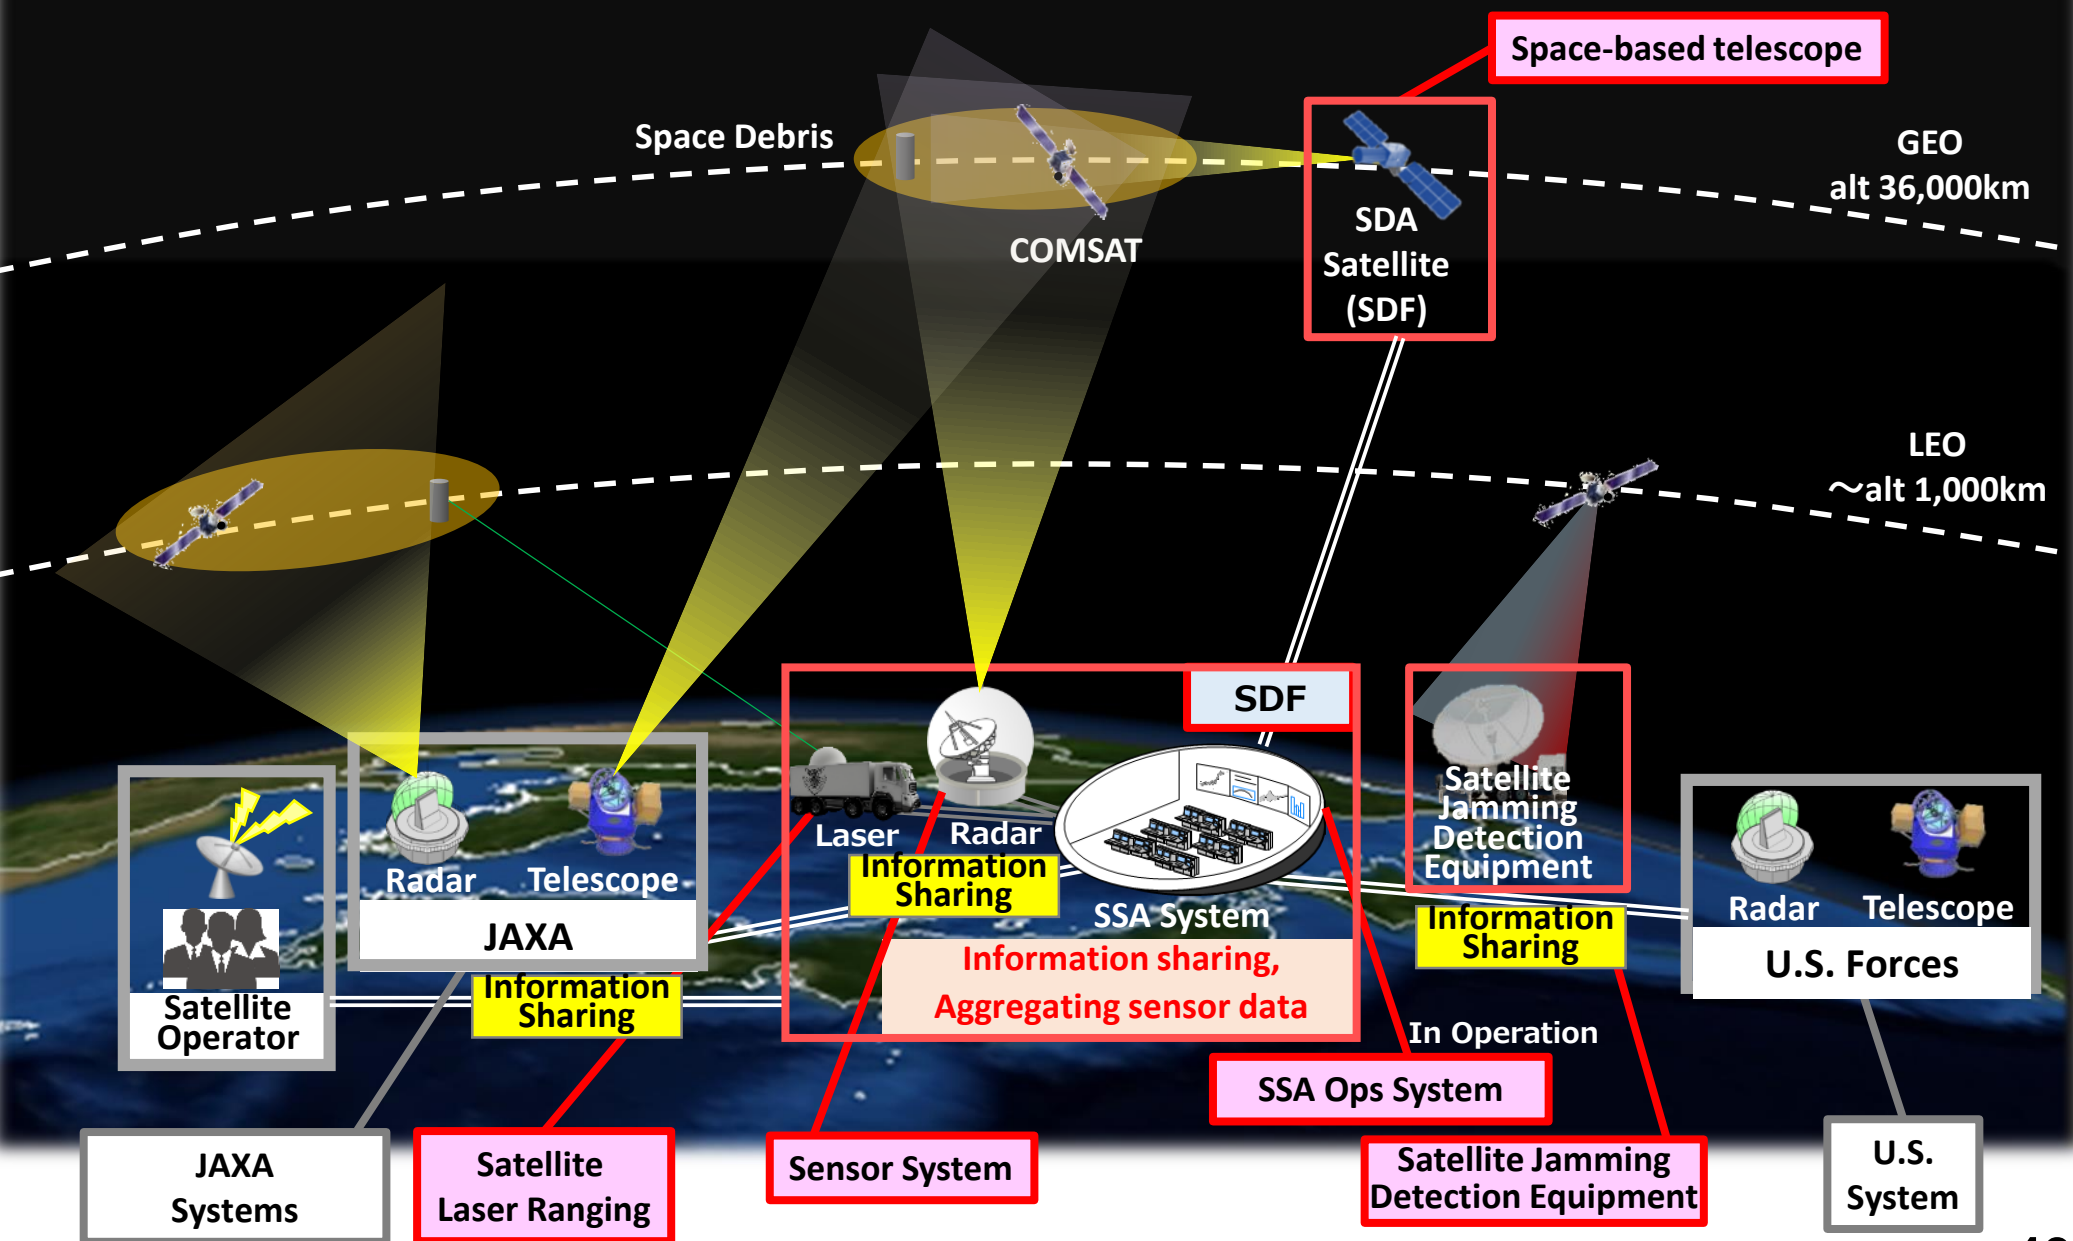 Space-based telescope
Space Debris
GEO
alt 36,000km
COMSAT
SDA
Satellite
(SDF)
LEO
～alt 1,000km
SDF
Laser
Radar
Satellite
Jamming
Detection
Equipment
Radar
Telescope
JAXA
Information
Sharing
SSA System
Information sharing,
Aggregating sensor data
Information
Sharing
Radar
Telescope
U.S. Forces
Satellite
Operator
Information
Sharing
In Operation
SSA Ops System
JAXA
Systems
Satellite
Laser Ranging
Sensor System
Satellite Jamming
Detection Equipment
U.S.
System